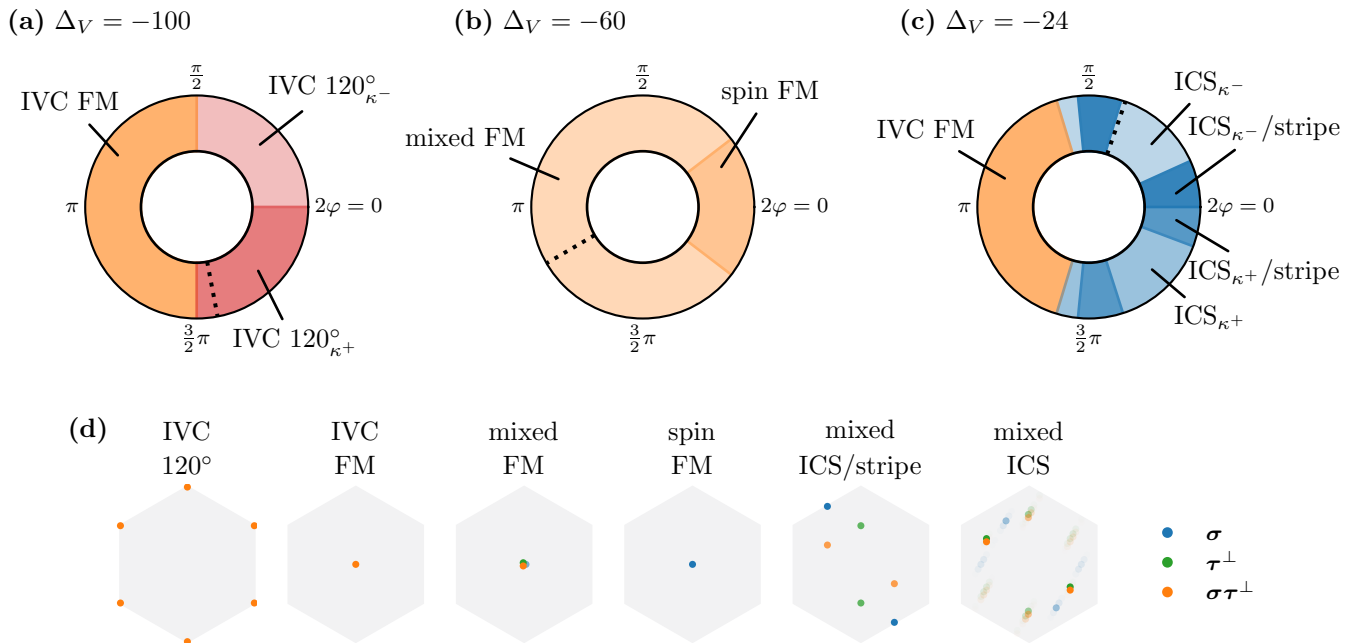 (a) Δ_V = −100
π/2
IVC FM
IVC 120°_κ−
π
2φ = 0
3/2 π
IVC 120°_κ+
(b) Δ_V = −60
π/2
spin FM
mixed FM
π
2φ = 0
3/2 π
(c) Δ_V = −24
π/2
ICS_κ−
IVC FM
ICS_κ−/stripe
π
2φ = 0
ICS_κ+/stripe
ICS_κ+
3/2 π
(d)
IVC
120°
IVC
FM
mixed
FM
spin
FM
mixed
ICS/stripe
mixed
ICS
σ
τ^⊥
στ^⊥